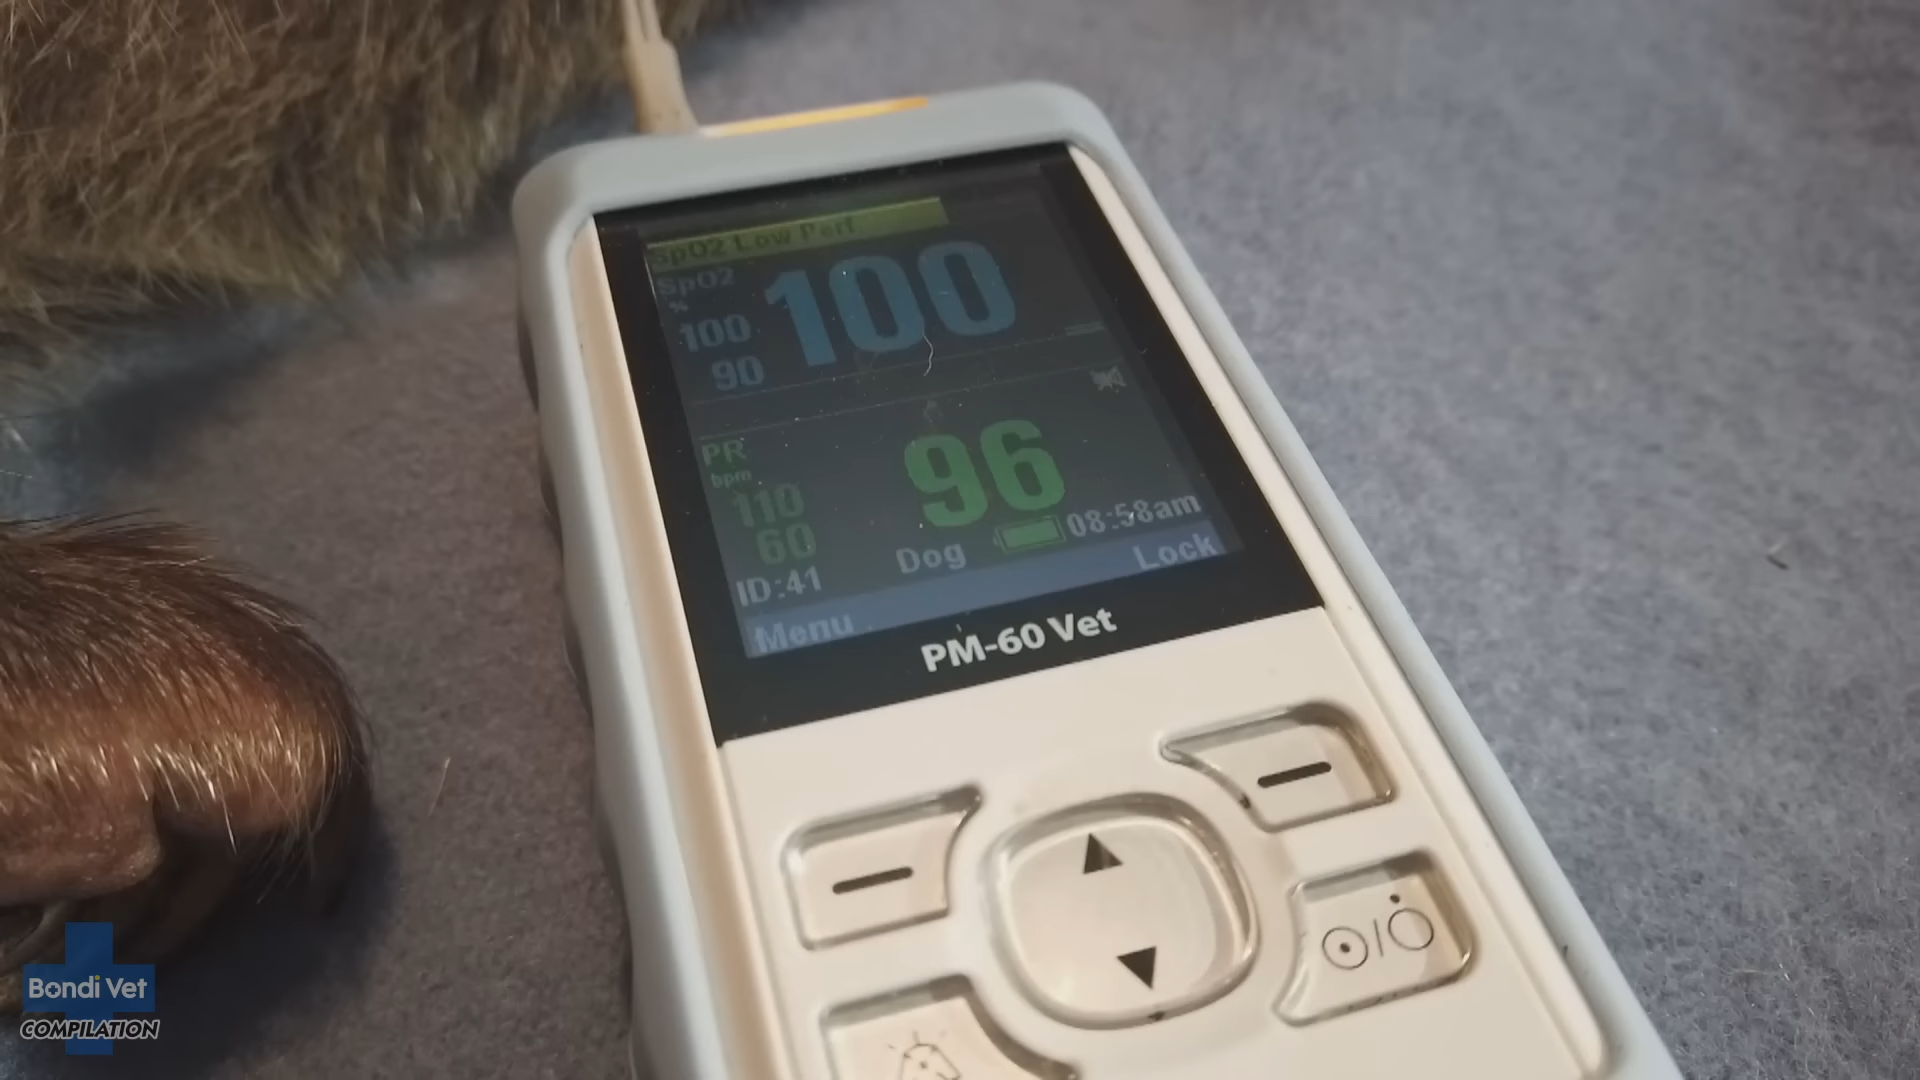 SpO2 Low Perf
SpO2
%
100
100
90
PR
bpm
96
110
60
08:58am
Dog
ID:41
Lock
Menu
PM-60 Vet
Bondi Vet
COMPILATION